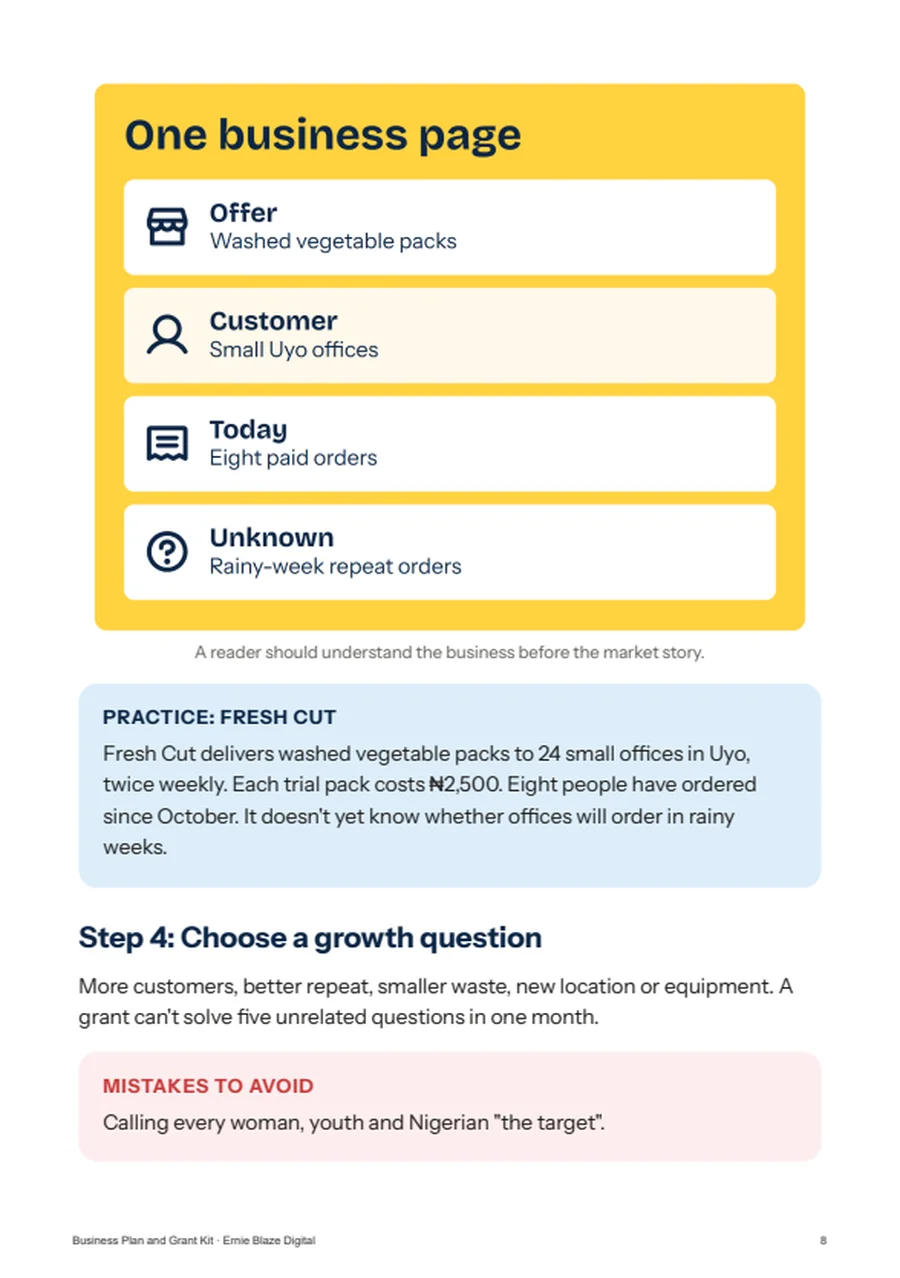 One business page
Offer
Washed vegetable packs
Customer
Small Uyo offices
Today
Eight paid orders
Unknown
Rainy-week repeat orders
A reader should understand the business before the market story.
PRACTICE: FRESH CUT
Fresh Cut delivers washed vegetable packs to 24 small offices in Uyo,
twice weekly. Each trial pack costs ₦2,500. Eight people have ordered
since October. It doesn't yet know whether offices will order in rainy
weeks.
Step 4: Choose a growth question
More customers, better repeat, smaller waste, new location or equipment. A
grant can't solve five unrelated questions in one month.
MISTAKES TO AVOID
Calling every woman, youth and Nigerian "the target".
Business Plan and Grant Kit · Ernie Blaze Digital
8